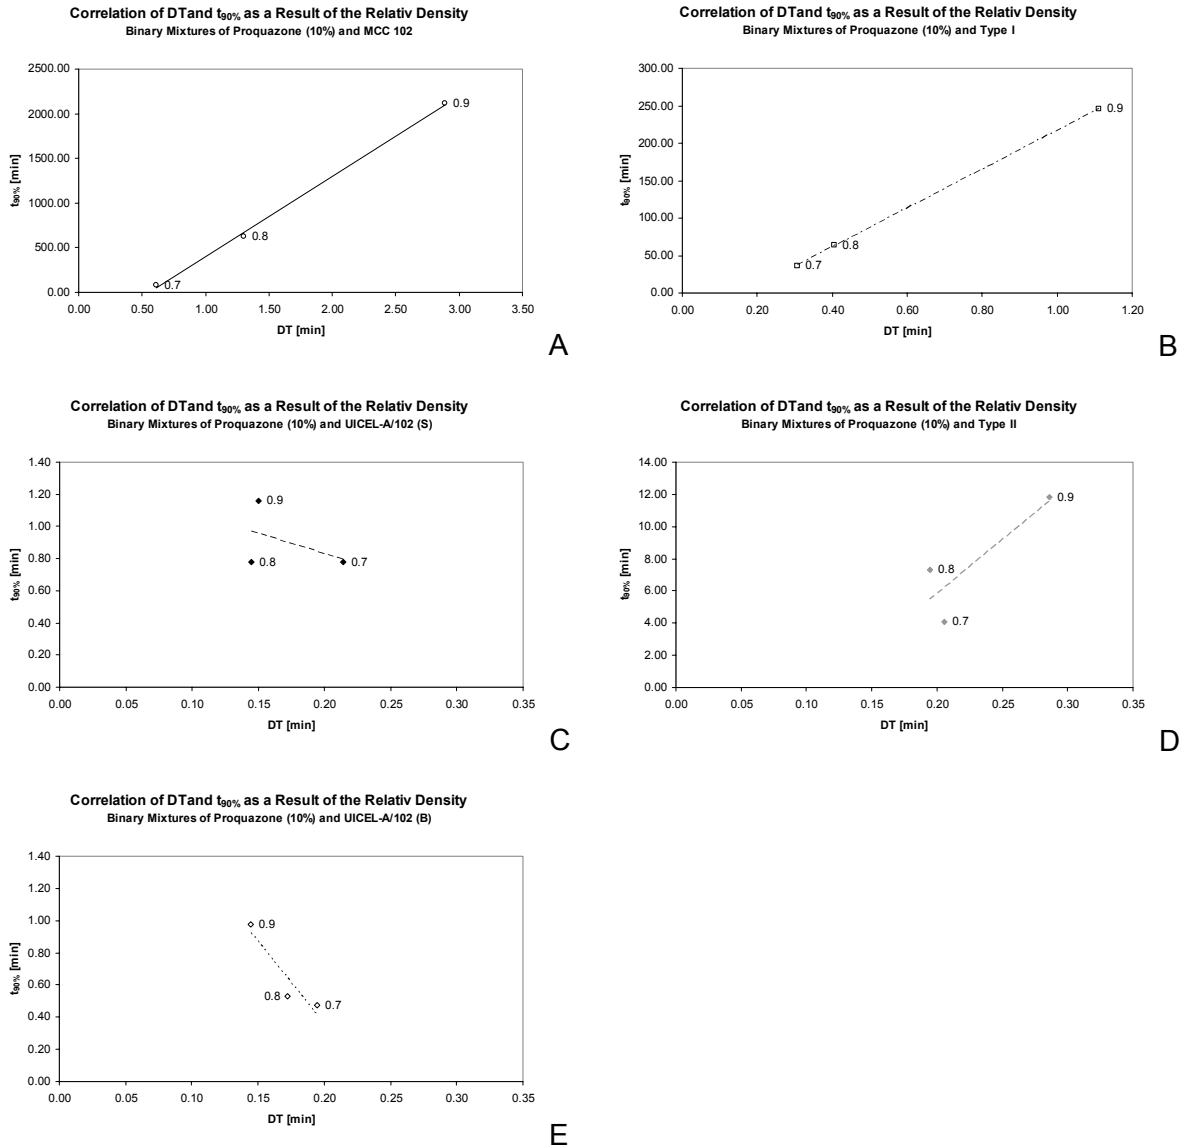 Correlation of DTand t90% as a Result of the Relativ Density
Binary Mixtures of Proquazone (10%) and MCC 102
2500.00
2000.00
1500.00
1000.00
500.00
0.00
t90% [min]
0.9
0.8
0.7
0.00 0.50 1.00 1.50 2.00 2.50 3.00 3.50
DT [min]
A
Correlation of DTand t90% as a Result of the Relativ Density
Binary Mixtures of Proquazone (10%) and Type I
300.00
250.00
200.00
150.00
100.00
50.00
0.00
t90% [min]
0.9
0.8
0.7
0.00 0.20 0.40 0.60 0.80 1.00 1.20
DT [min]
B
Correlation of DTand t90% as a Result of the Relativ Density
Binary Mixtures of Proquazone (10%) and UICEL-A/102 (S)
1.40
1.20
1.00
0.80
0.60
0.40
0.20
0.00
t90% [min]
0.9
0.8
0.7
0.00 0.05 0.10 0.15 0.20 0.25 0.30 0.35
DT [min]
C
Correlation of DTand t90% as a Result of the Relativ Density
Binary Mixtures of Proquazone (10%) and Type II
14.00
12.00
10.00
8.00
6.00
4.00
2.00
0.00
t90% [min]
0.9
0.8
0.7
0.00 0.05 0.10 0.15 0.20 0.25 0.30 0.35
DT [min]
D
Correlation of DTand t90% as a Result of the Relativ Density
Binary Mixtures of Proquazone (10%) and UICEL-A/102 (B)
1.40
1.20
1.00
0.80
0.60
0.40
0.20
0.00
t90% [min]
0.9
0.8
0.7
0.00 0.05 0.10 0.15 0.20 0.25 0.30 0.35
DT [min]
E